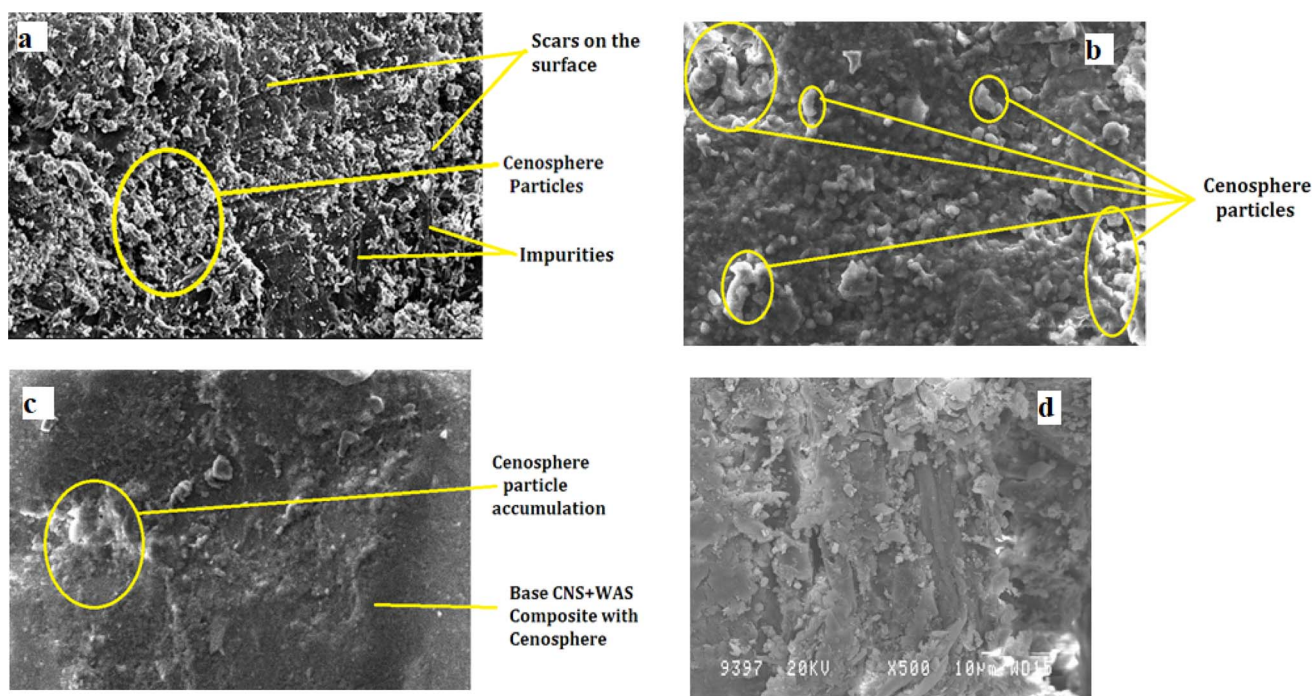 a
Scars on the
surface
Cenosphere
Particles
Impurities
b
Cenosphere
particles
c
Cenosphere
particle
accumulation
Base CNS+WAS
Composite with
Cenosphere
d
9397 20KV X500 10μm WD15